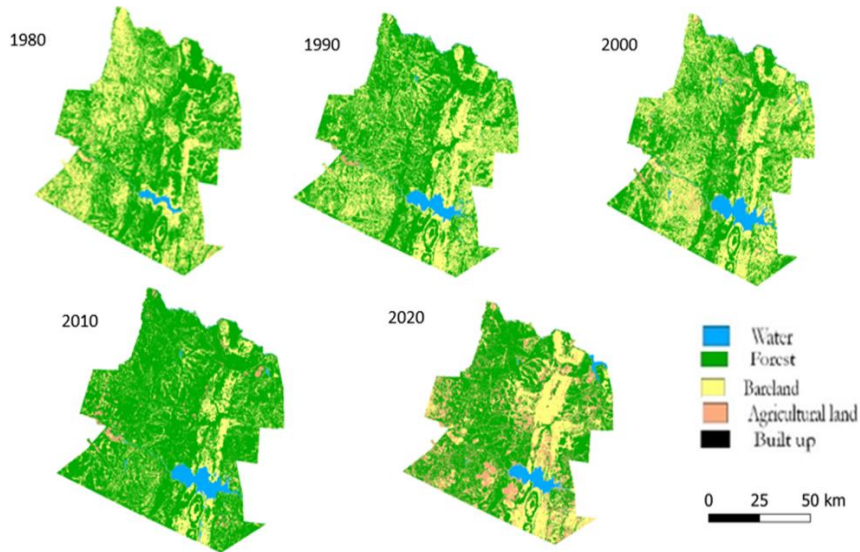 1980
1990
2000
2010
2020
Water
Forest
Bareland
Agricultural land
Built up
0 25 50 km